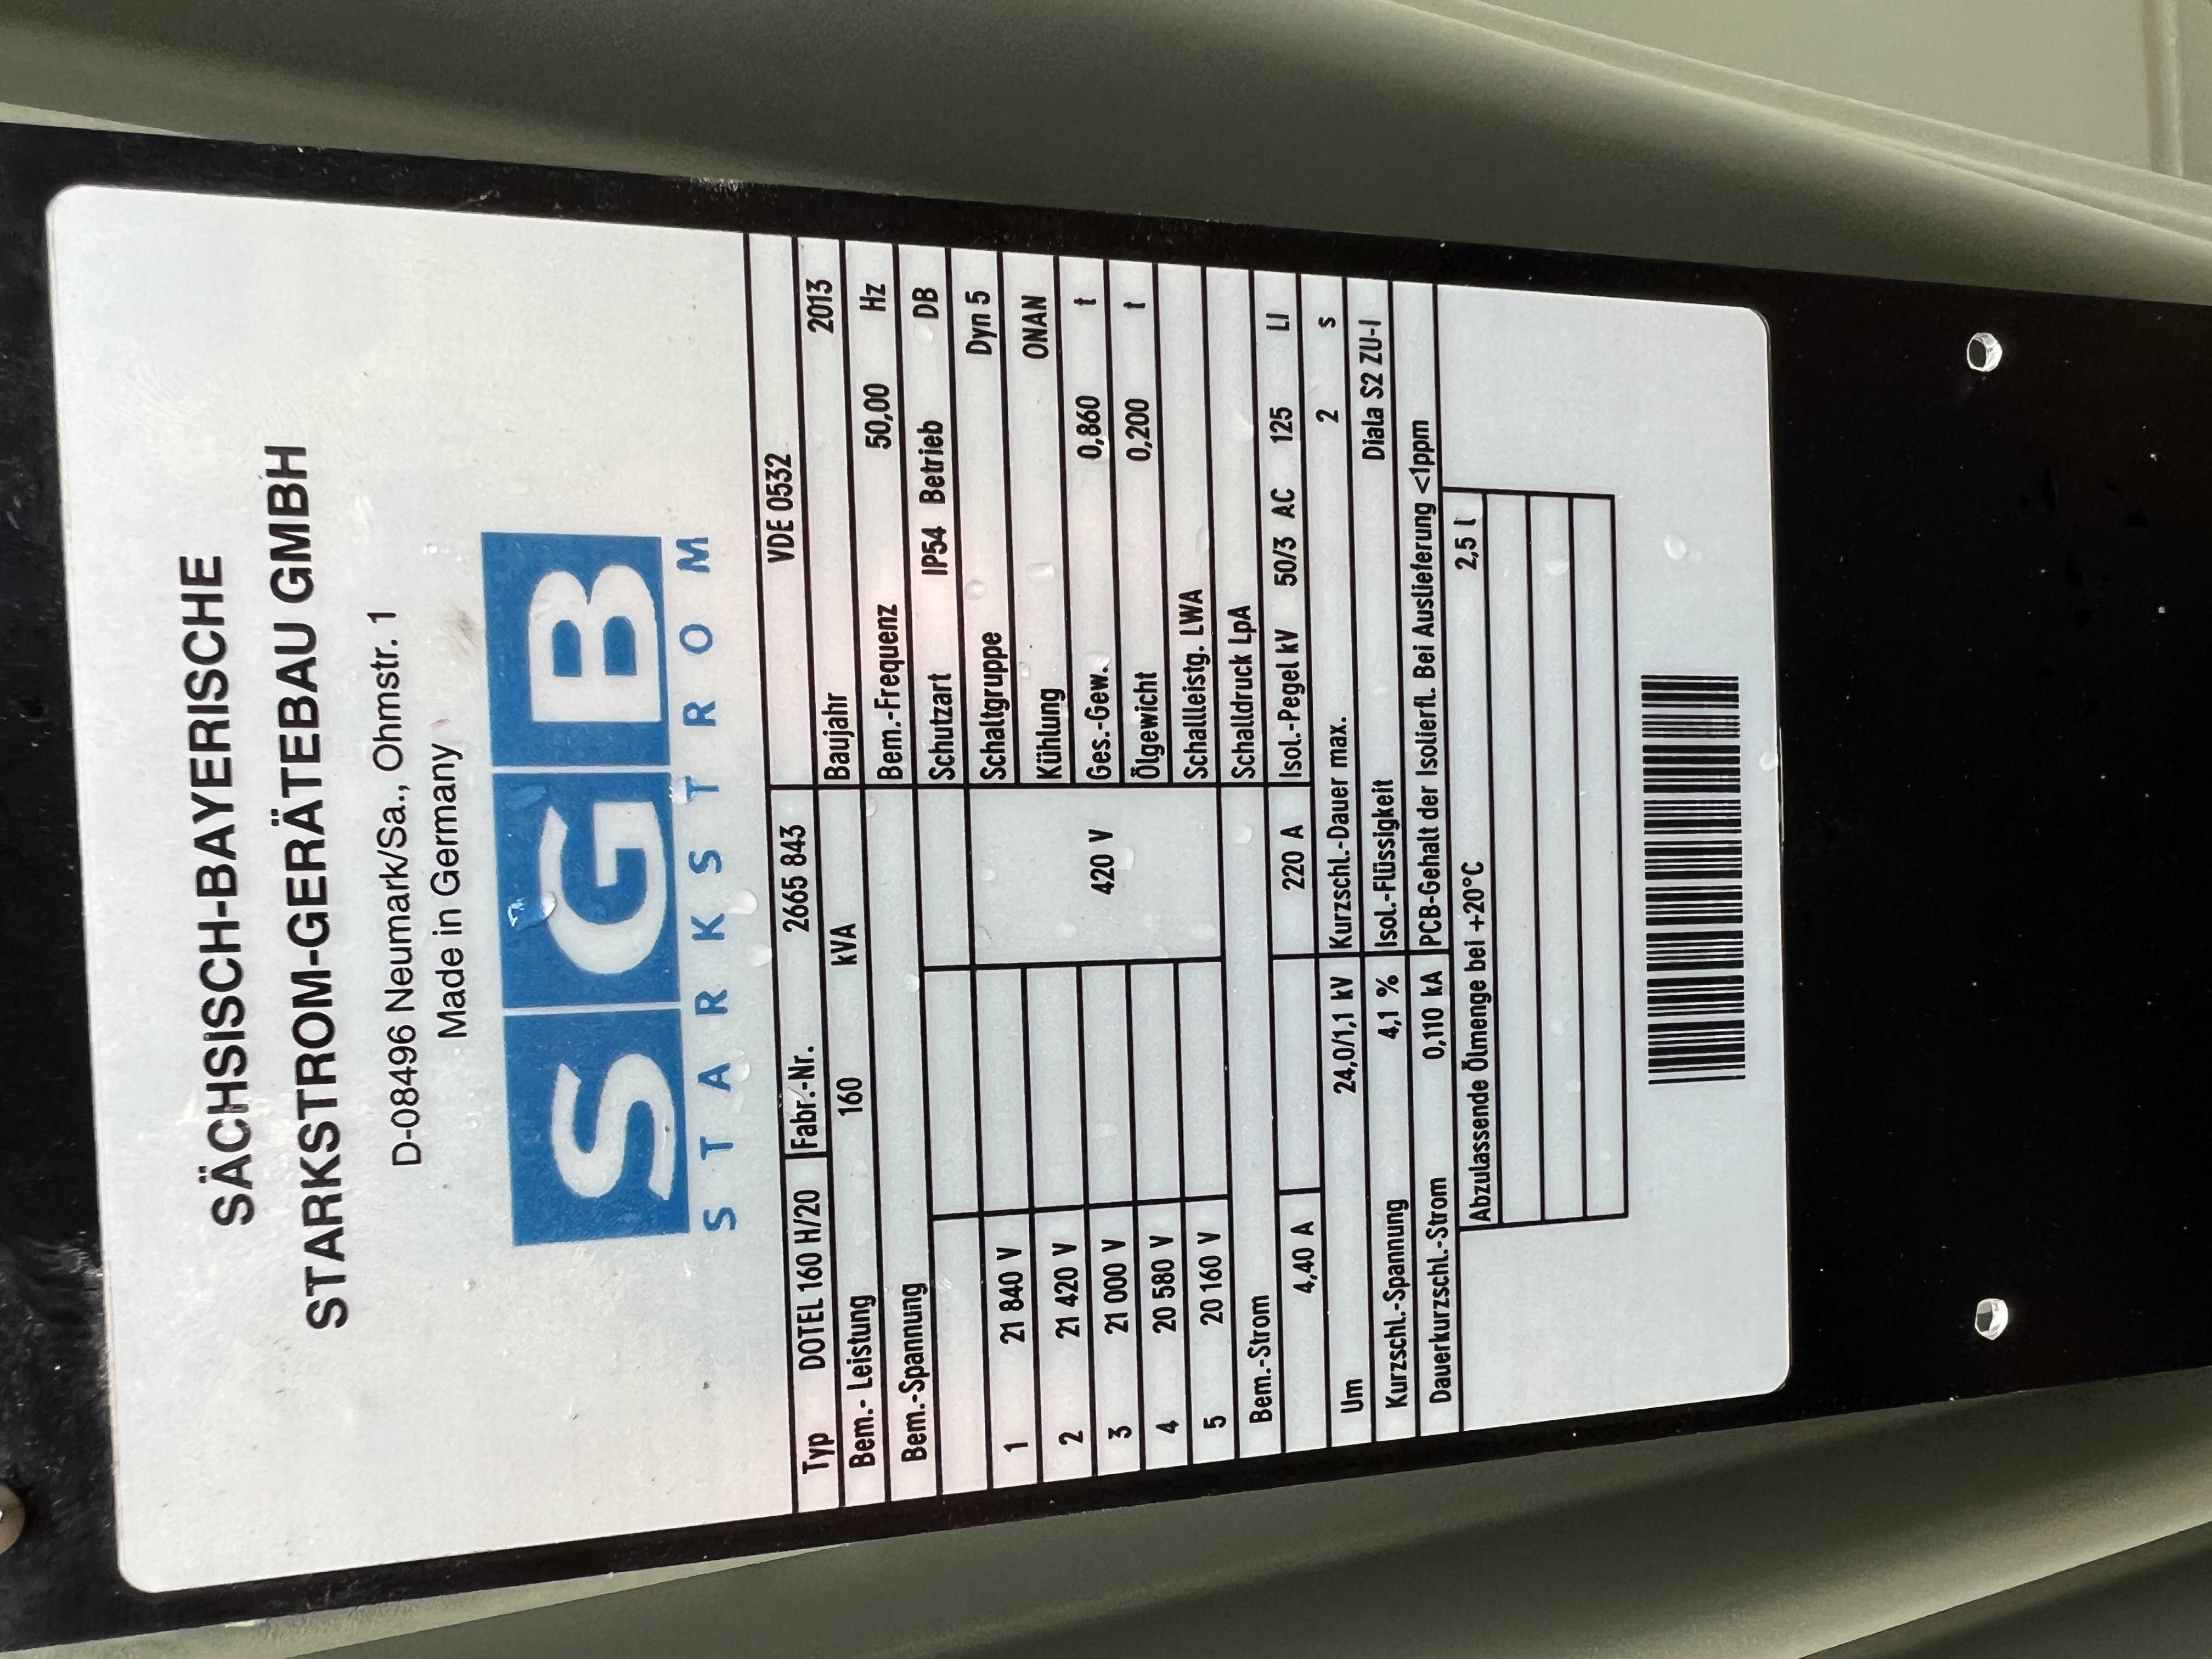 SÄCHSISCH-BAYERISCHE
STARKSTROM-GERÄTEBAU GMBH
D-08496 Neumark/Sa., Ohmstr. 1
Made in Germany
SGB
STARKSTROM
Typ DOTEL 160 H/20 Fabr.-Nr. 2665 843 VDE 0532
Bem.- Leistung 160 kVA Baujahr 2013
Bem.-Spannung Bem.-Frequenz 50,00 Hz
Schutzart IP54 Betrieb DB
1 21 840 V Schaltgruppe Dyn 5
2 21 420 V Kühlung ONAN
3 21 000 V 420 V Ges.-Gew. 0,860 t
4 20 580 V Ölgewicht 0,200 t
5 20 160 V Schallleistg. LWA
Bem.-Strom Schalldruck LpA
4,40 A 220 A Isol.-Pegel kV 50/3 AC 125 LI
Um 24,0/1,1 kV Kurzschl.-Dauer max. 2 s
Kurzschl.-Spannung 4,1 % Isol.-Flüssigkeit Diala S2 ZU-I
Dauerkurzschl.-Strom 0,110 kA PCB-Gehalt der Isolierfl. Bei Auslieferung <1ppm
Abzulassende Ölmenge bei +20°C 2,5 l